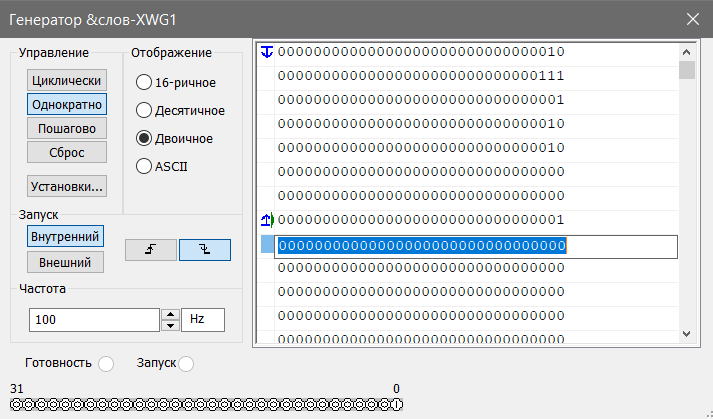 Генератор &слов-XWG1
Управление
Циклически
Однократно
Пошагово
Сброс
Установки...
Отображение
16-ричное
Десятичное
Двоичное
ASCII
Запуск
Внутренний
Внешний
Частота
100
Hz
Готовность
Запуск
31
0
00000000000000000000000000000010
00000000000000000000000000000111
00000000000000000000000000000001
00000000000000000000000000000010
00000000000000000000000000000010
00000000000000000000000000000000
00000000000000000000000000000000
00000000000000000000000000000001
00000000000000000000000000000000
00000000000000000000000000000000
00000000000000000000000000000000
00000000000000000000000000000000
00000000000000000000000000000000